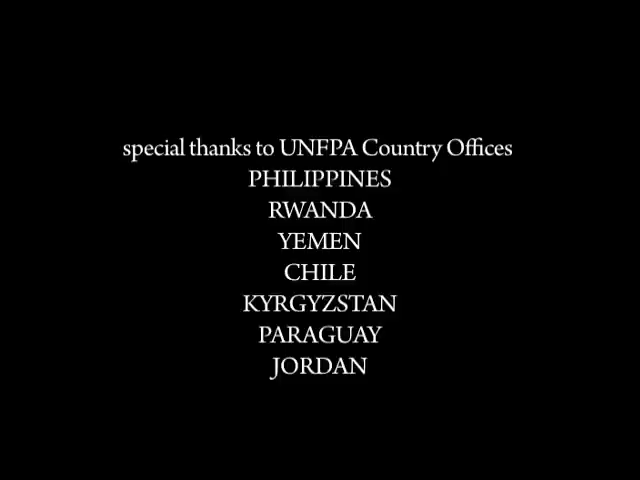 special thanks to UNFPA Country Offices
PHILIPPINES
RWANDA
YEMEN
CHILE
KYRGYZSTAN
PARAGUAY
JORDAN